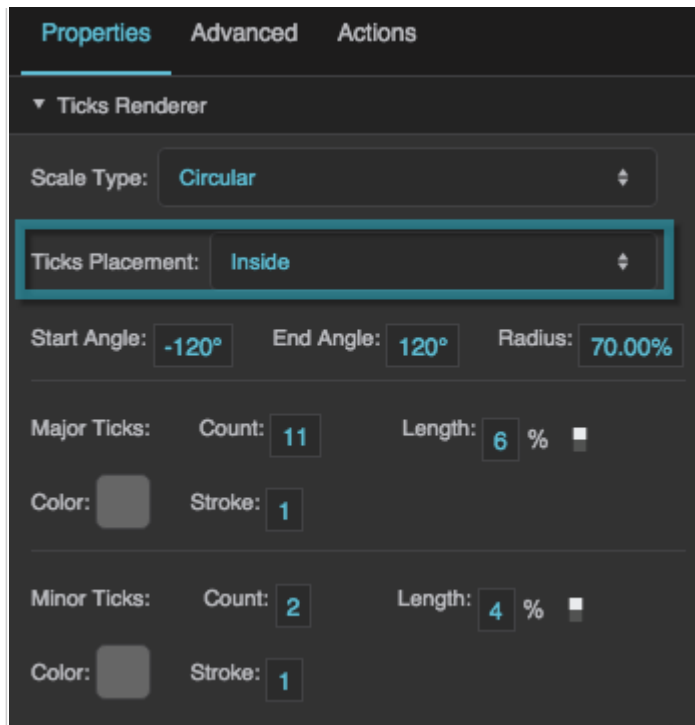 Properties Advanced Actions
Ticks Renderer
Scale Type: Circular
Ticks Placement: Inside
Start Angle: -120° End Angle: 120° Radius: 70.00%
Major Ticks: Count: 11 Length: 6 %
Color: Stroke: 1
Minor Ticks: Count: 2 Length: 4 %
Color: Stroke: 1